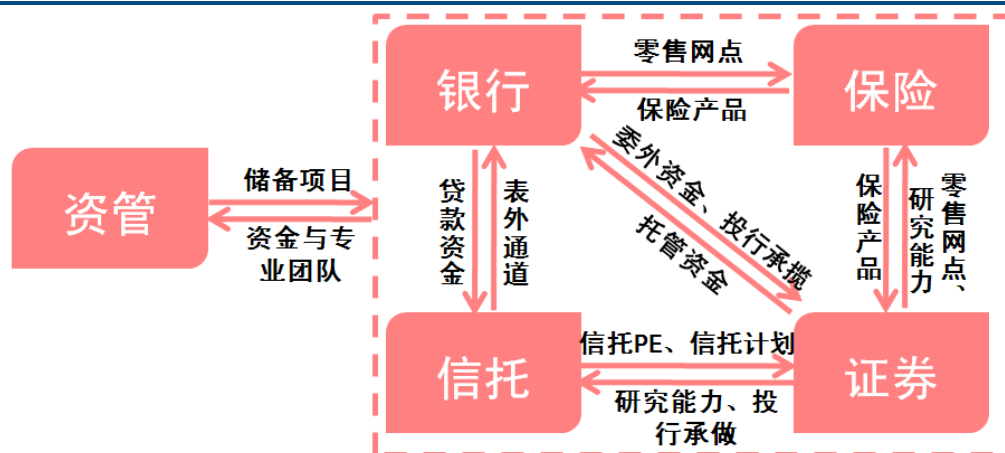 银行
零售网点
保险产品
保险
资管
储备项目
资金与专
业团队
贷款资金
表外通道
委外资金、投行承揽
托管资金
保险产品
零售网点、
研究能力
信托
信托PE、信托计划
研究能力、投
行承做
证券